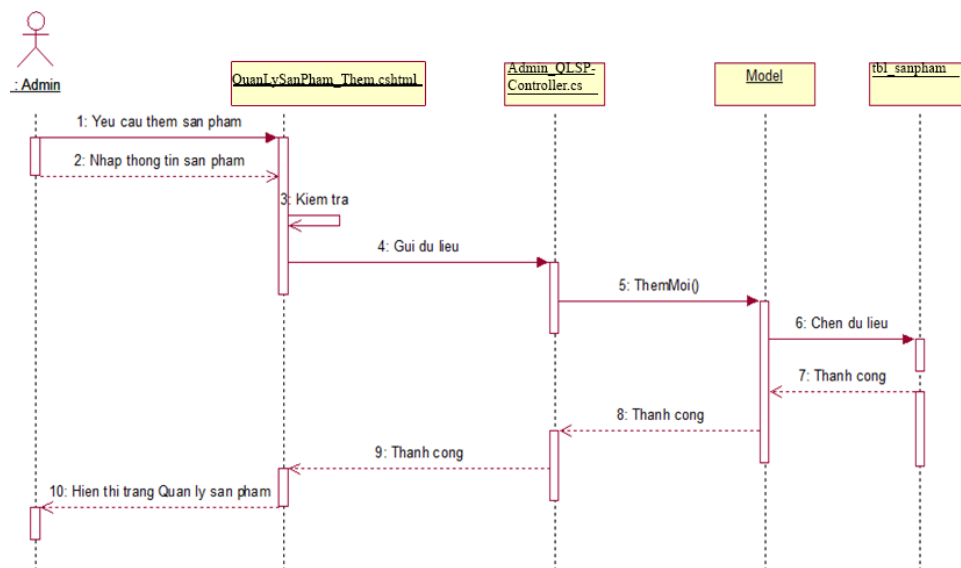 : Admin
QuanLySanPham_Them.cshtml
Admin_QLSP-
Controller.cs
Model
tbl_sanpham
1: Yeu cau them san pham
2: Nhap thong tin san pham
3: Kiem tra
4: Gui du lieu
5: ThemMoi()
6: Chen du lieu
7: Thanh cong
8: Thanh cong
9: Thanh cong
10: Hien thi trang Quan ly san pham